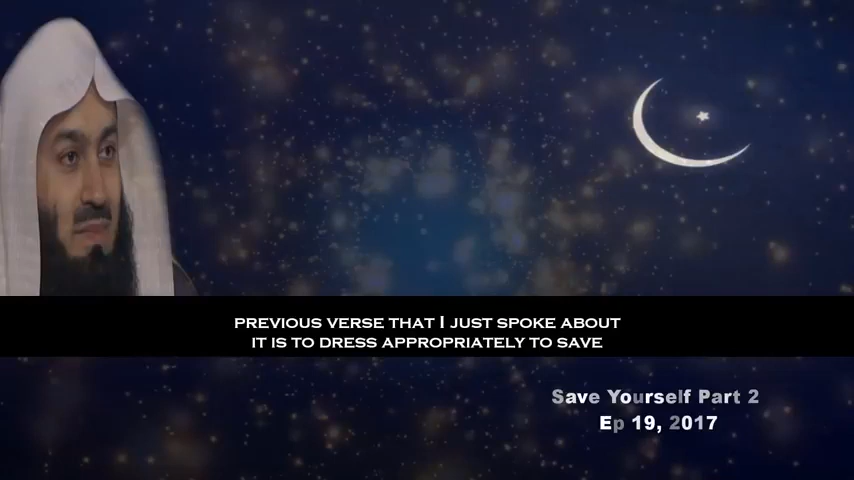 PREVIOUS VERSE THAT I JUST SPOKE ABOUT
IT IS TO DRESS APPROPRIATELY TO SAVE
Save Yourself Part 2
Ep 19, 2017